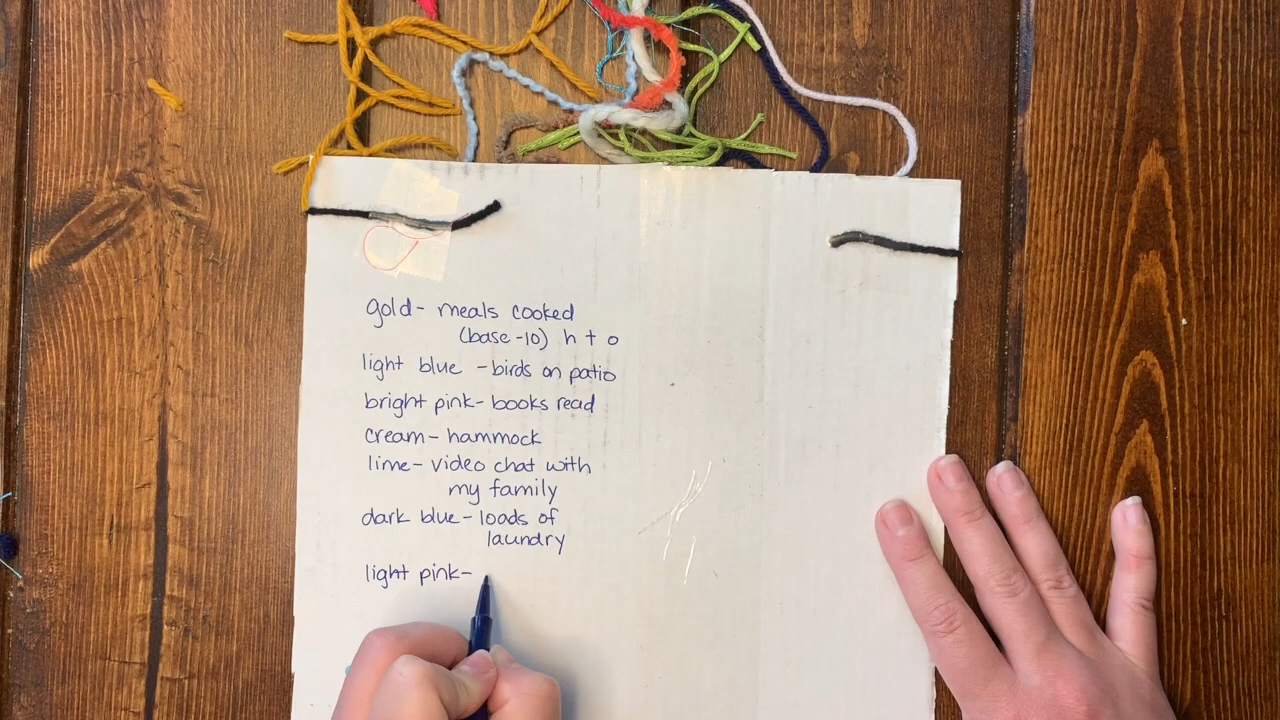 gold- meals cooked
(base-10) h t o
light blue - birds on patio
bright pink- books read
cream- hammock
lime- video chat with
my family
dark blue- loads of
laundry
light pink-